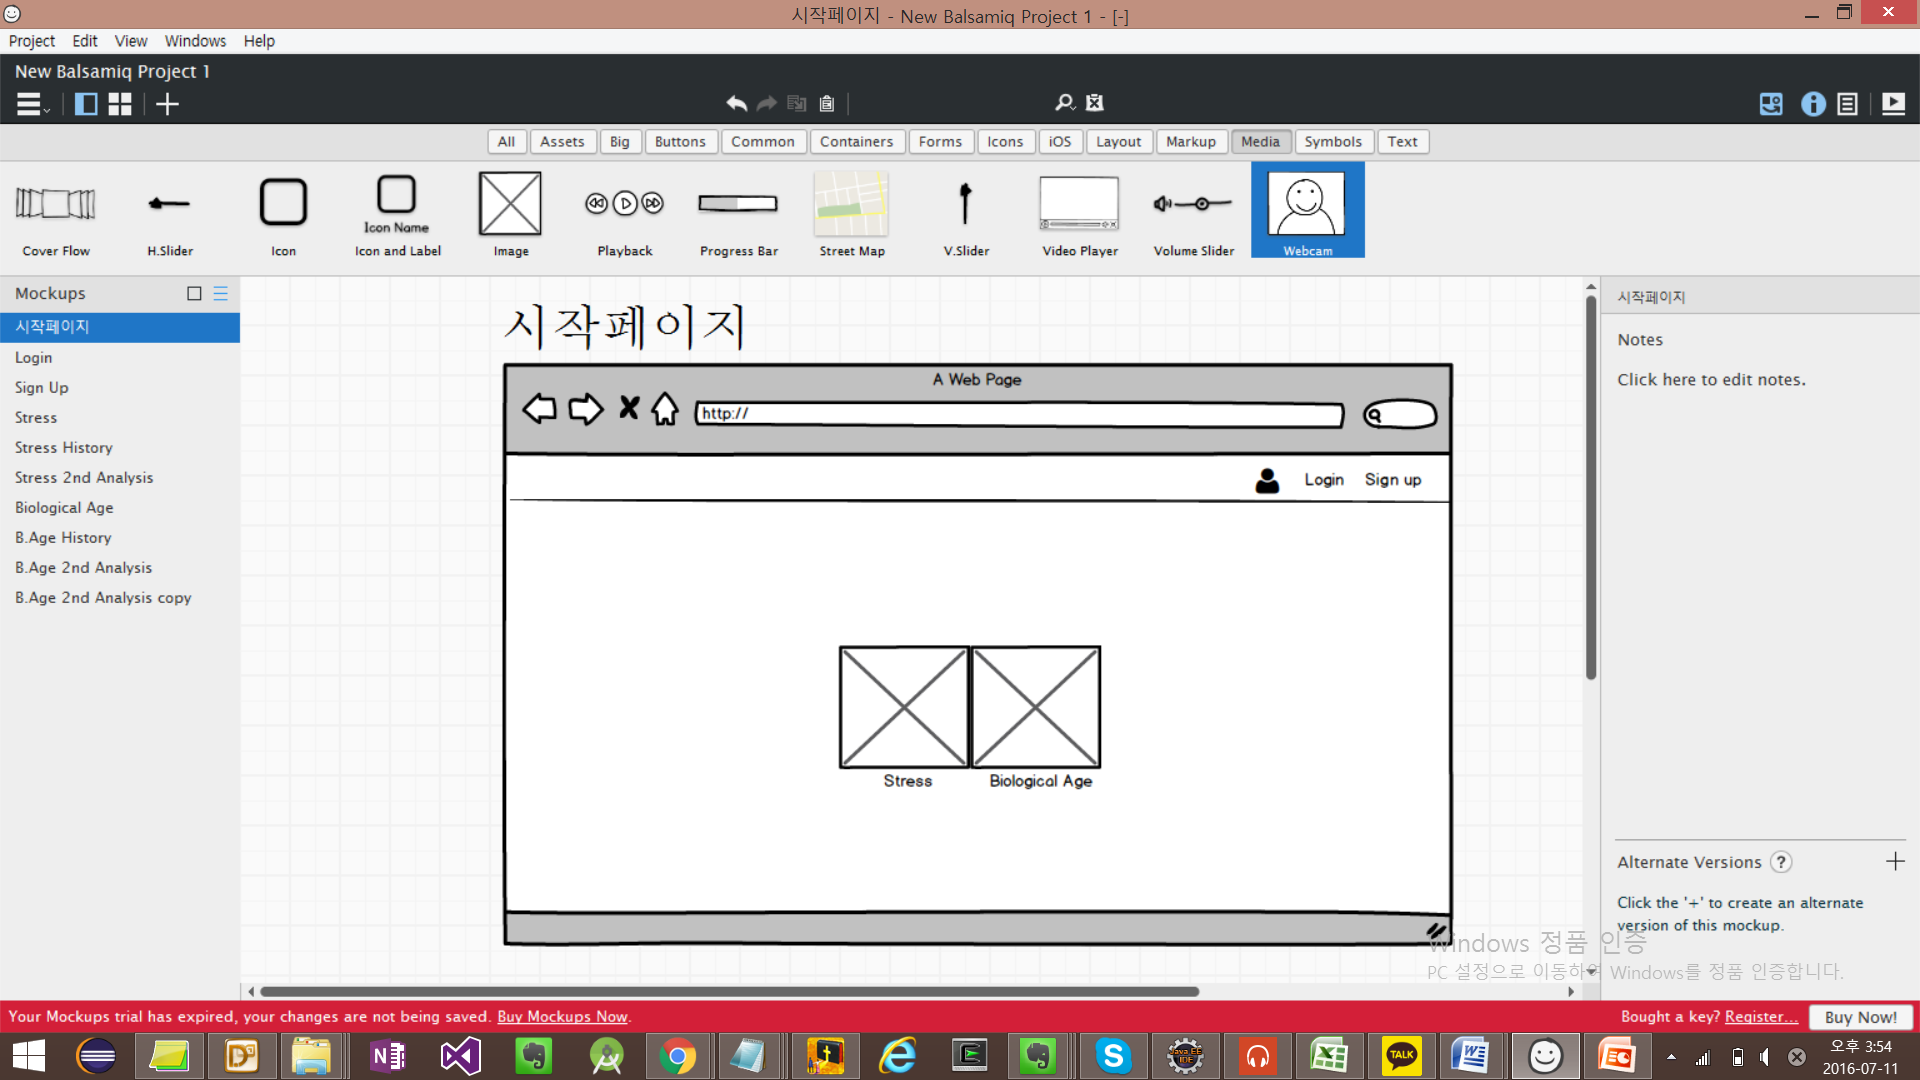 시작페이지 - New Balsamiq Project 1 - [-]
Project Edit View Windows Help
New Balsamiq Project 1
All Assets Big Buttons Common Containers Forms Icons iOS Layout Markup Media Symbols Text
Icon Name
Cover Flow H.Slider Icon Icon and Label Image Playback Progress Bar Street Map V.Slider Video Player Volume Slider Webcam
Mockups
시작페이지
Login
Sign Up
Stress
Stress History
Stress 2nd Analysis
Biological Age
B.Age History
B.Age 2nd Analysis
B.Age 2nd Analysis copy
시작페이지
A Web Page
http://
Login Sign up
Stress Biological Age
시작페이지
Notes
Click here to edit notes.
Alternate Versions ?
Click the '+' to create an alternate
version of this mockup.
Windows 정품 인증
PC 설정으로 이동하여 Windows를 정품 인증합니다.
Your Mockups trial has expired, your changes are not being saved. Buy Mockups Now.
Bought a key? Register... Buy Now!
Java EE
IDE
TALK
오후 3:54
2016-07-11